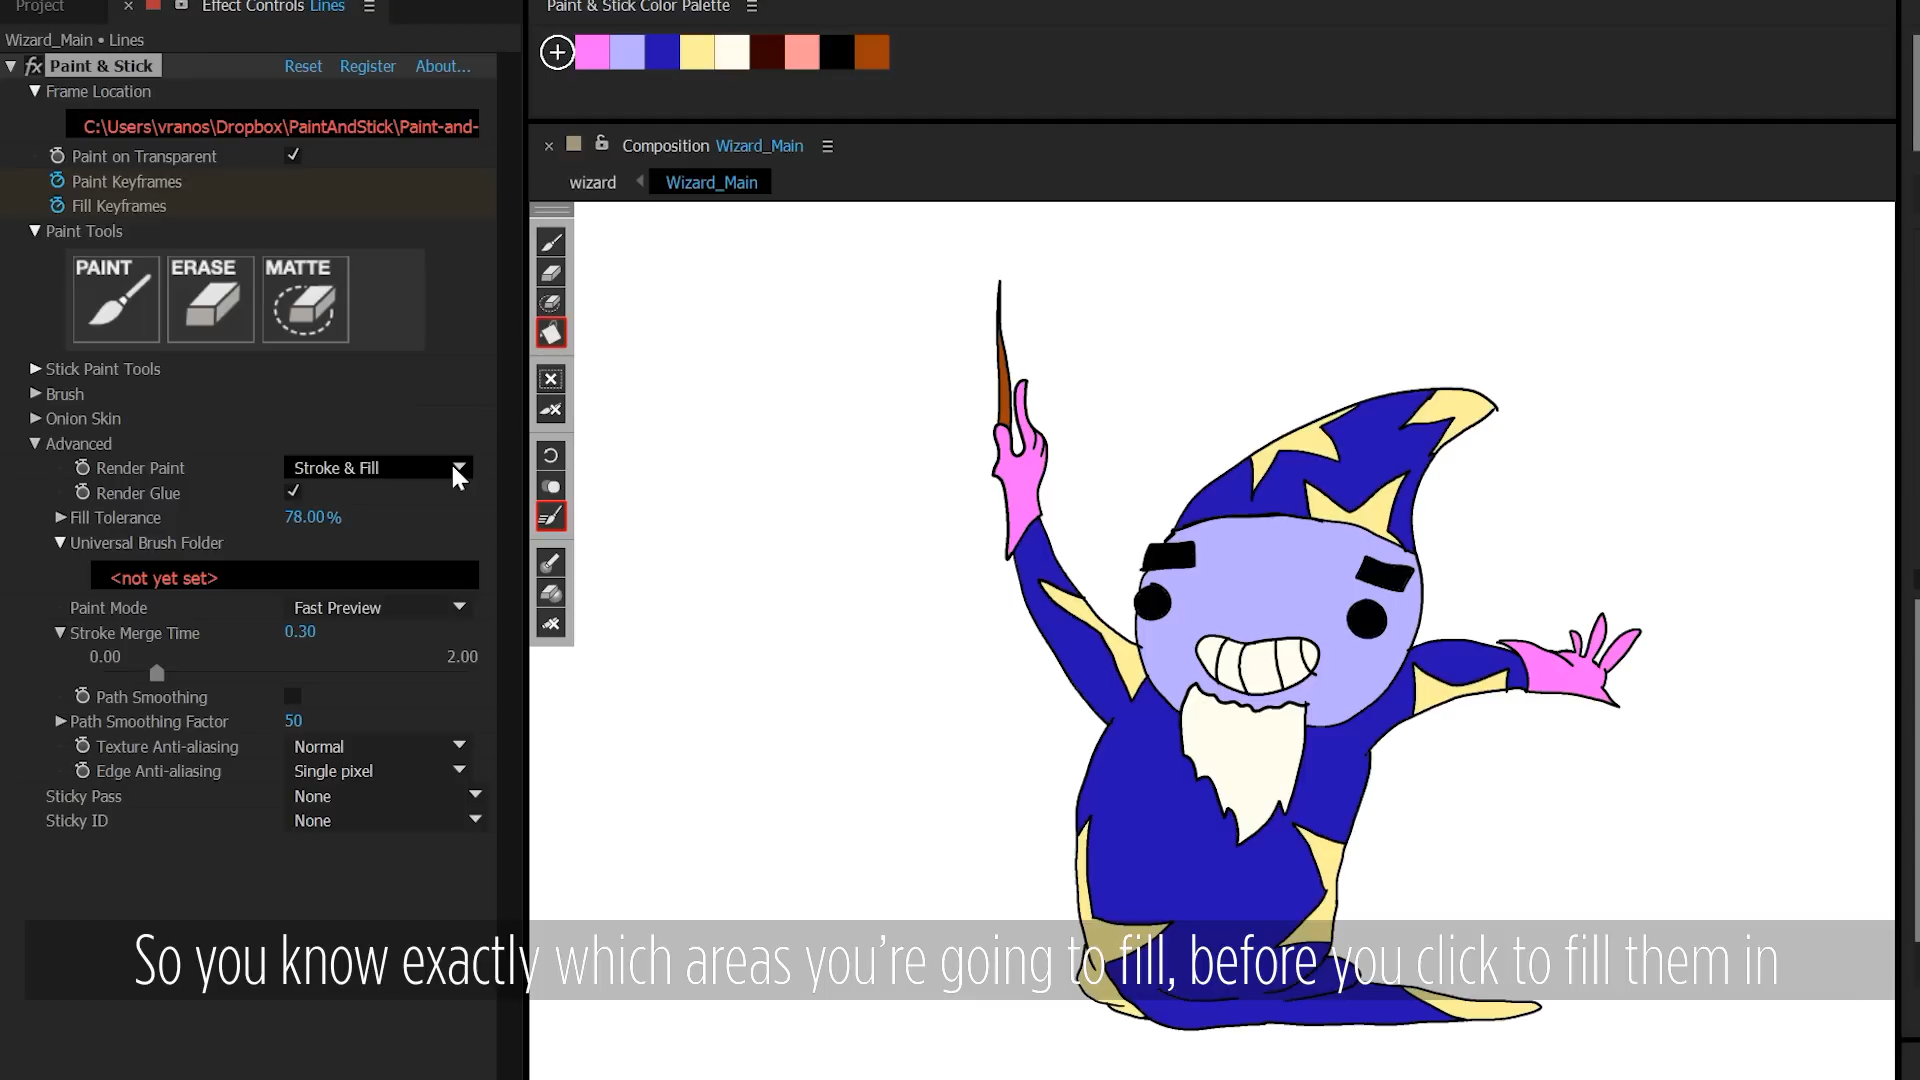 Project
Effect Controls Lines
Wizard_Main • Lines
fx Paint & Stick Reset Register About...
Frame Location
C:\Users\vranos\Dropbox\PaintAndStick\Paint-and-
Paint on Transparent
Paint Keyframes
Fill Keyframes
Paint Tools
PAINT ERASE MATTE
Stick Paint Tools
Brush
Onion Skin
Advanced
Render Paint Stroke & Fill
Render Glue
Fill Tolerance 78.00%
Universal Brush Folder
<not yet set>
Paint Mode Fast Preview
Stroke Merge Time 0.30
0.00 2.00
Path Smoothing
Path Smoothing Factor 50
Texture Anti-aliasing Normal
Edge Anti-aliasing Single pixel
Sticky Pass None
Sticky ID None
Paint & Stick Color Palette
Composition Wizard_Main
wizard Wizard_Main
So you know exactly which areas you're going to fill, before you click to fill them in